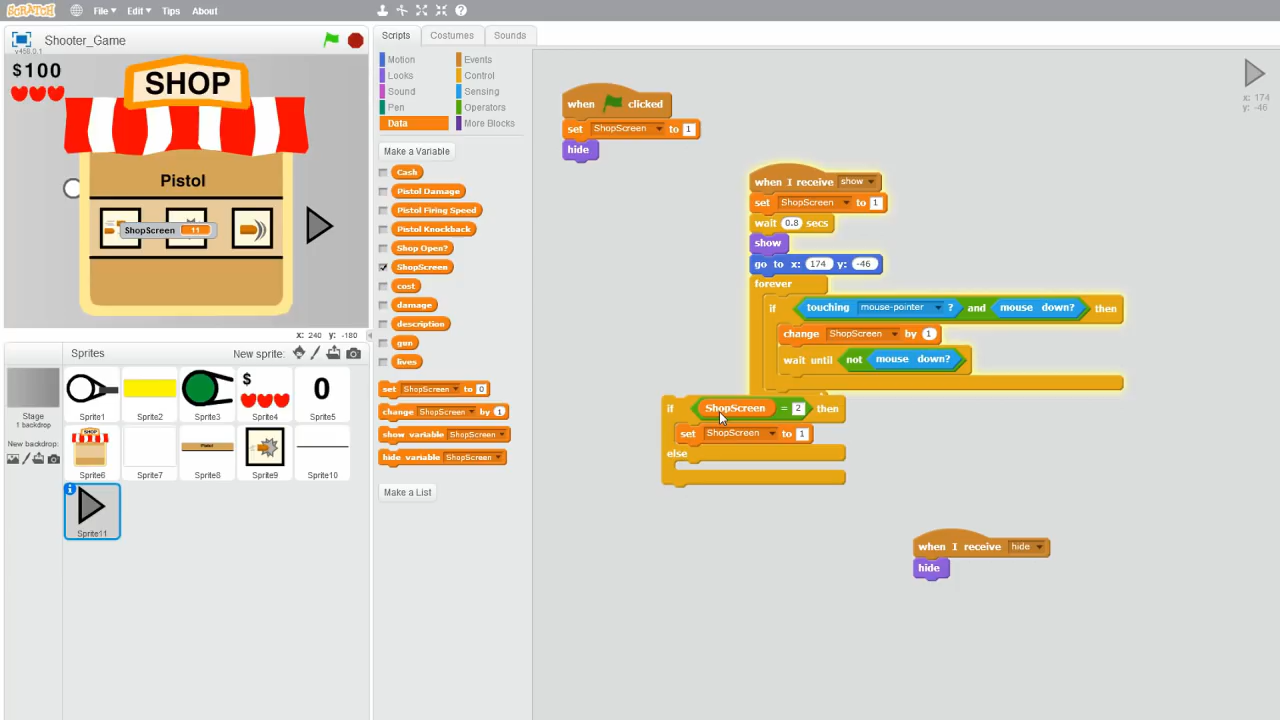 SCRATCH File Edit Tips About
Shooter_Game
v458.0.1
$100
SHOP
Pistol
ShopScreen 11
x: 240 y: -180
Sprites New sprite:
Stage
1 backdrop
New backdrop:
Sprite1 Sprite2 Sprite3 Sprite4 Sprite5
$
0
SHOP
Pistol
Sprite6 Sprite7 Sprite8 Sprite9 Sprite10
Sprite11
Scripts Costumes Sounds
Motion Events
Looks Control
Sound Sensing
Pen Operators
Data More Blocks
Make a Variable
Cash
Pistol Damage
Pistol Firing Speed
Pistol Knockback
Shop Open?
ShopScreen
cost
damage
description
gun
lives
set ShopScreen to 0
change ShopScreen by 1
show variable ShopScreen
hide variable ShopScreen
Make a List
when clicked
set ShopScreen to 1
hide
when I receive show
set ShopScreen to 1
wait 0.8 secs
show
go to x: 174 y: -46
forever
if touching mouse-pointer ? and mouse down? then
change ShopScreen by 1
wait until not mouse down?
if ShopScreen = 2 then
set ShopScreen to 1
else
when I receive hide
hide
x: 174
y: -46